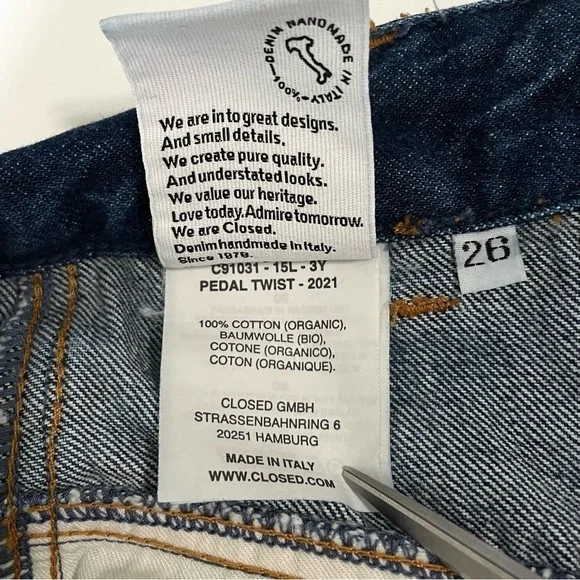 DENIM HANDMADE IN ITALY 100%
We are in to great designs.
And small details.
We create pure quality.
And understated looks.
We value our heritage.
Love today. Admire tomorrow.
We are Closed.
Denim handmade in Italy.
Since 1978.
C91031 - 15L - 3Y
PEDAL TWIST - 2021
26
100% COTTON (ORGANIC),
BAUMWOLLE (BIO),
COTONE (ORGANICO),
COTON (ORGANIQUE).
CLOSED GMBH
STRASSENBAHNRING 6
20251 HAMBURG
MADE IN ITALY
WWW.CLOSED.COM